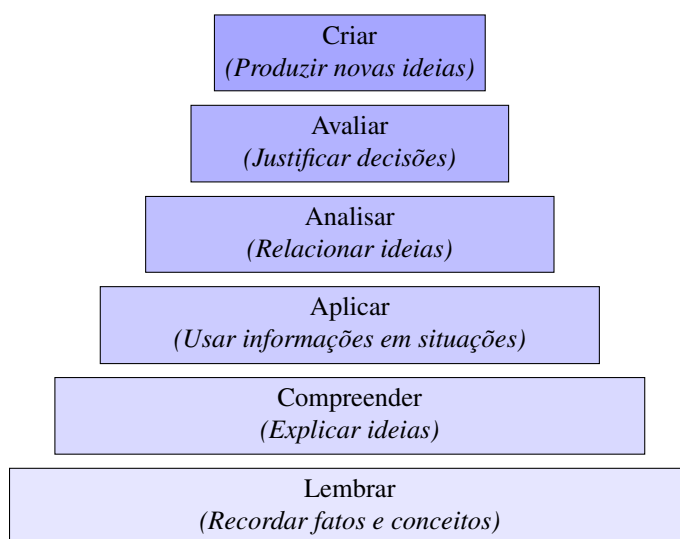 Criar
(Produzir novas ideias)
Avaliar
(Justificar decisões)
Analisar
(Relacionar ideias)
Aplicar
(Usar informações em situações)
Compreender
(Explicar ideias)
Lembrar
(Recordar fatos e conceitos)